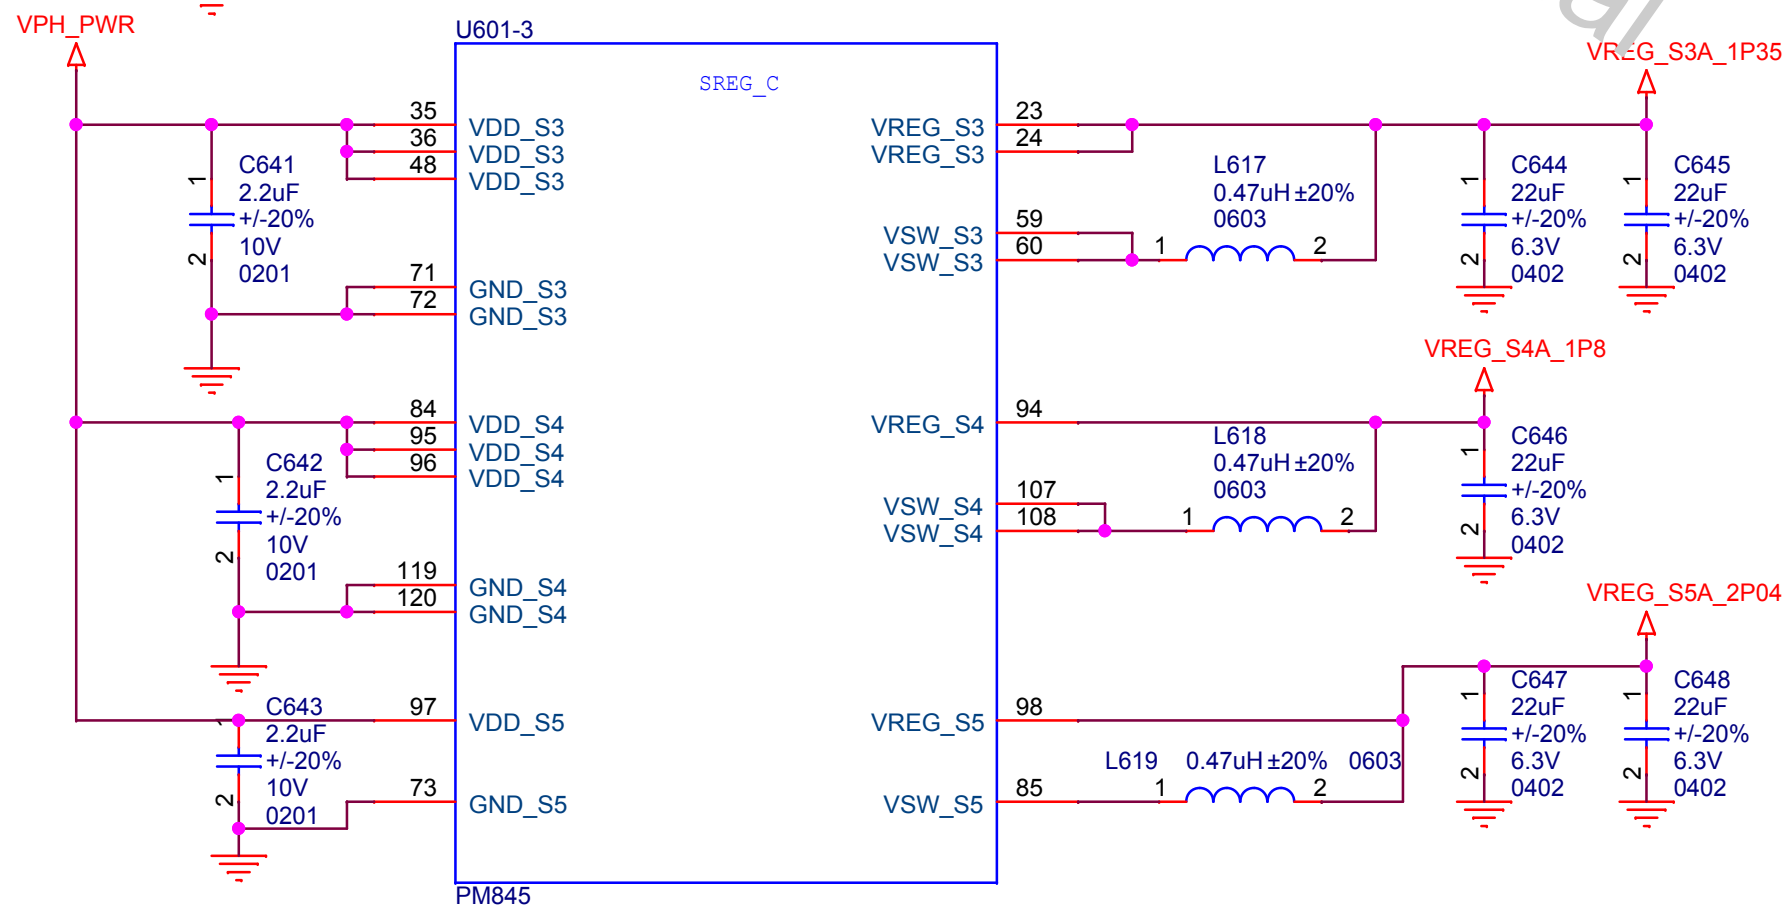 VPH_PWR
U601-3
SREG_C
VREG_S3A_1P35
35
VDD_S3
36
VDD_S3
48
VDD_S3
C641
2.2uF
+/-20%
10V
0201
1
2
71
GND_S3
72
GND_S3
23
VREG_S3
24
VREG_S3
L617
0.47uH ±20%
0603
59
VSW_S3
60
VSW_S3
1
2
C644
22uF
+/-20%
6.3V
0402
1
2
C645
22uF
+/-20%
6.3V
0402
1
2
VREG_S4A_1P8
84
VDD_S4
95
VDD_S4
96
VDD_S4
C642
2.2uF
+/-20%
10V
0201
1
2
119
GND_S4
120
GND_S4
94
VREG_S4
L618
0.47uH ±20%
0603
107
VSW_S4
108
VSW_S4
1
2
C646
22uF
+/-20%
6.3V
0402
1
2
VREG_S5A_2P04
97
VDD_S5
C643
2.2uF
+/-20%
10V
0201
1
2
73
GND_S5
98
VREG_S5
L619 0.47uH ±20% 0603
85
VSW_S5
1
2
C647
22uF
+/-20%
6.3V
0402
1
2
C648
22uF
+/-20%
6.3V
0402
1
2
PM845